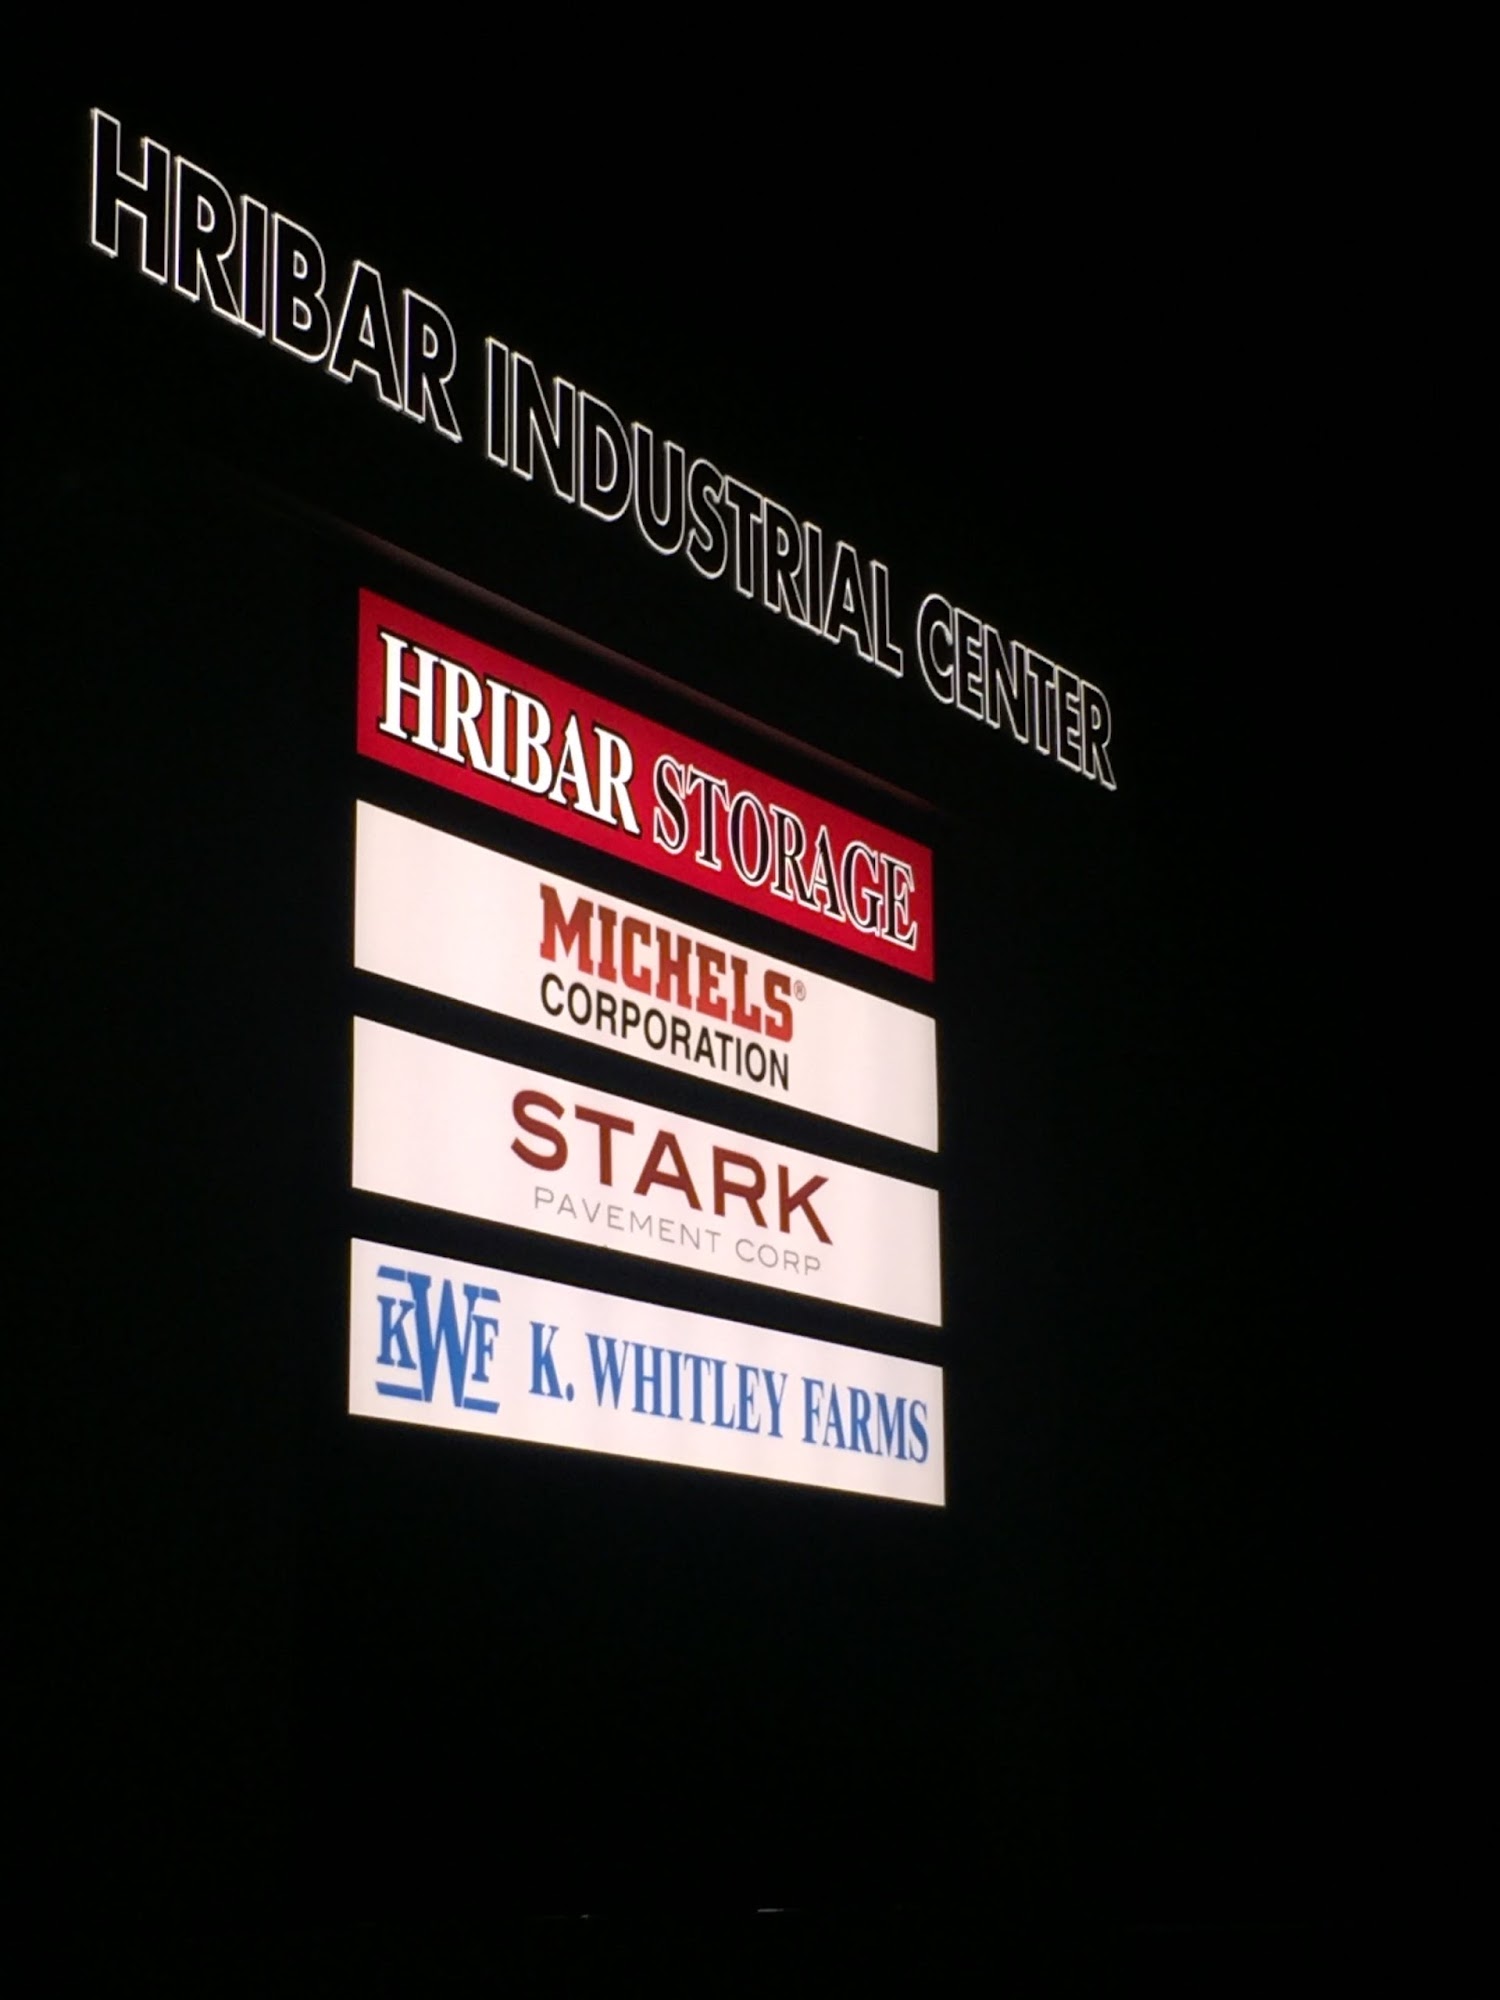 HRIBAR INDUSTRIAL CENTER
HRIBAR STORAGE
MICHELS®
CORPORATION
STARK
PAVEMENT CORP
KWF K. WHITLEY FARMS